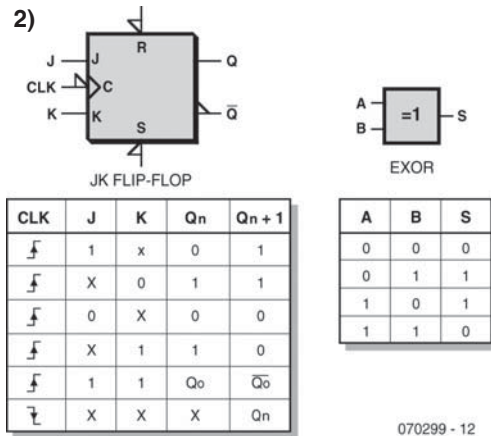 2)
R
J J Q
CLK C
K K Q̅
S
JK FLIP-FLOP
A =1 S
B
EXOR
CLK J K Qn Qn + 1
1 x 0 1
X 0 1 1
0 X 0 0
X 1 1 0
1 1 Qo Q̅o̅
X X X Qn
A B S
0 0 0
0 1 1
1 0 1
1 1 0
070299 - 12